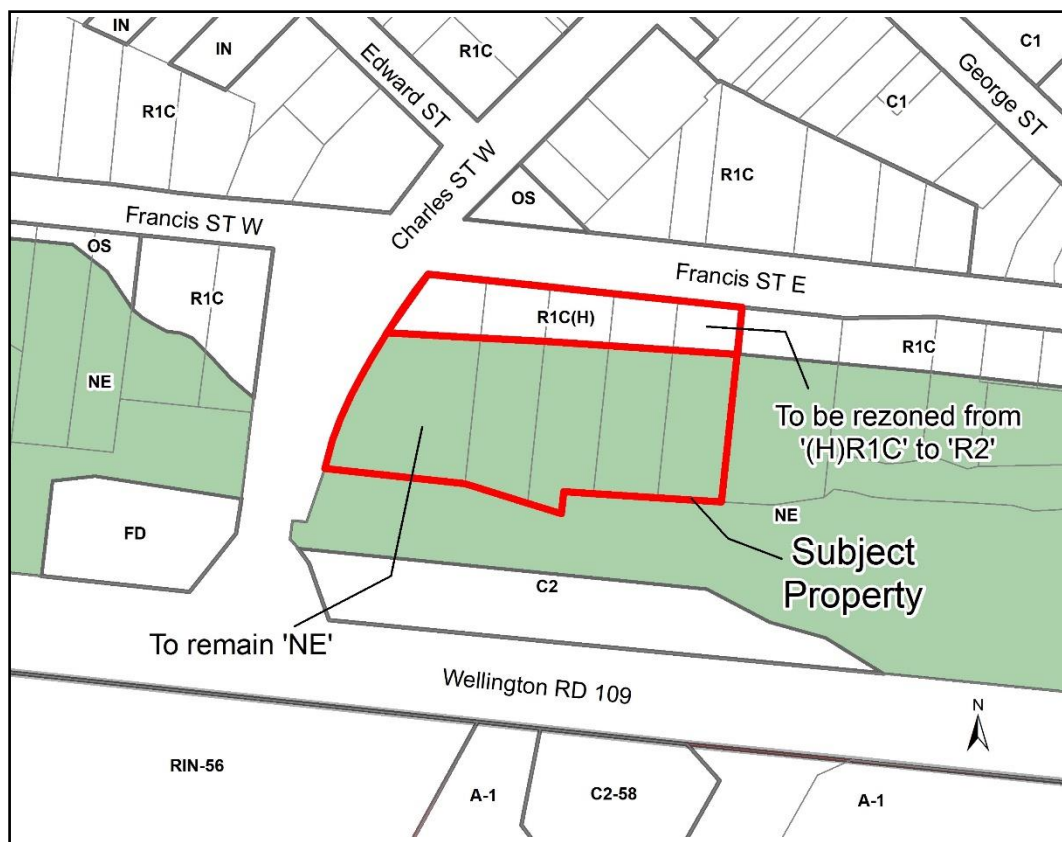 IN
IN
R1C
C1
Edward ST
George ST
R1C
C1
Charles ST W
R1C
OS
Francis ST W
OS
R1C
Francis ST E
R1C(H)
R1C
NE
To be rezoned from
'(H)R1C' to 'R2'
NE
FD
Subject
Property
C2
To remain 'NE'
Wellington RD 109
N
RIN-56
A-1
C2-58
A-1